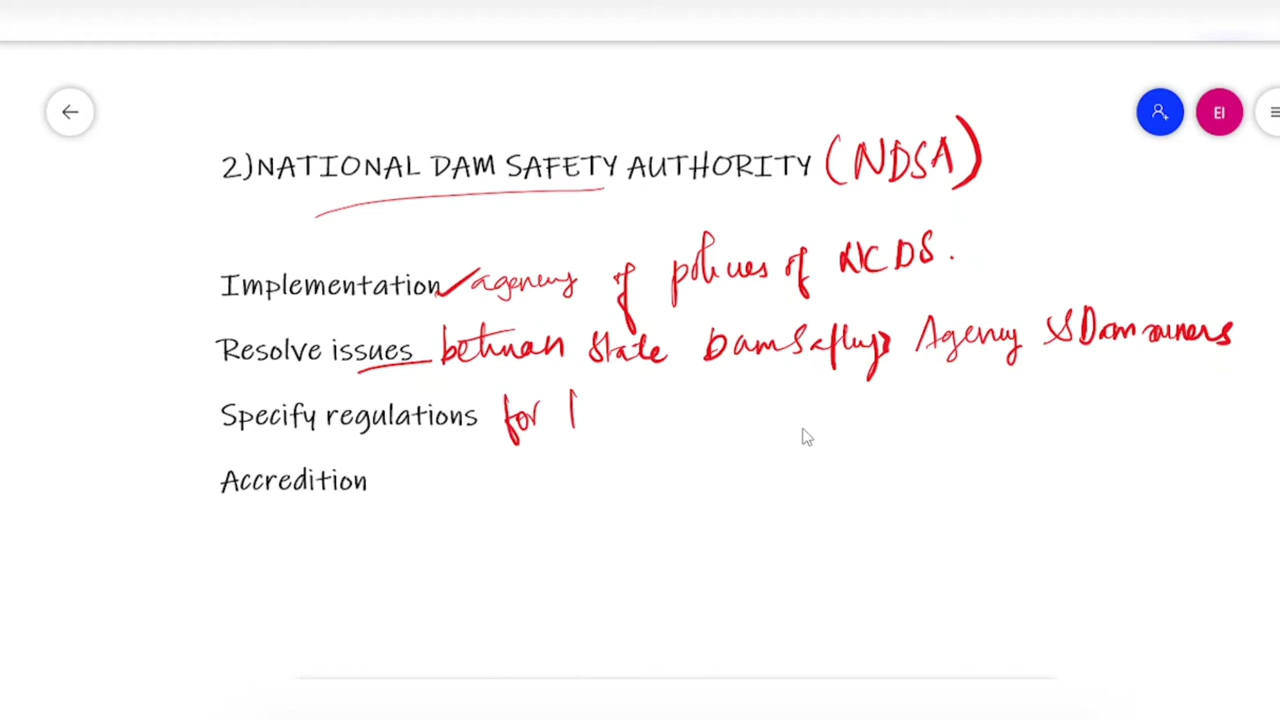 EI
2)NATIONAL DAM SAFETY AUTHORITY (NDSA)
Implementation agency of policies of NCDS.
Resolve issues between State Dam Safety Agency & Dam owners
Specify regulations for
Accredition